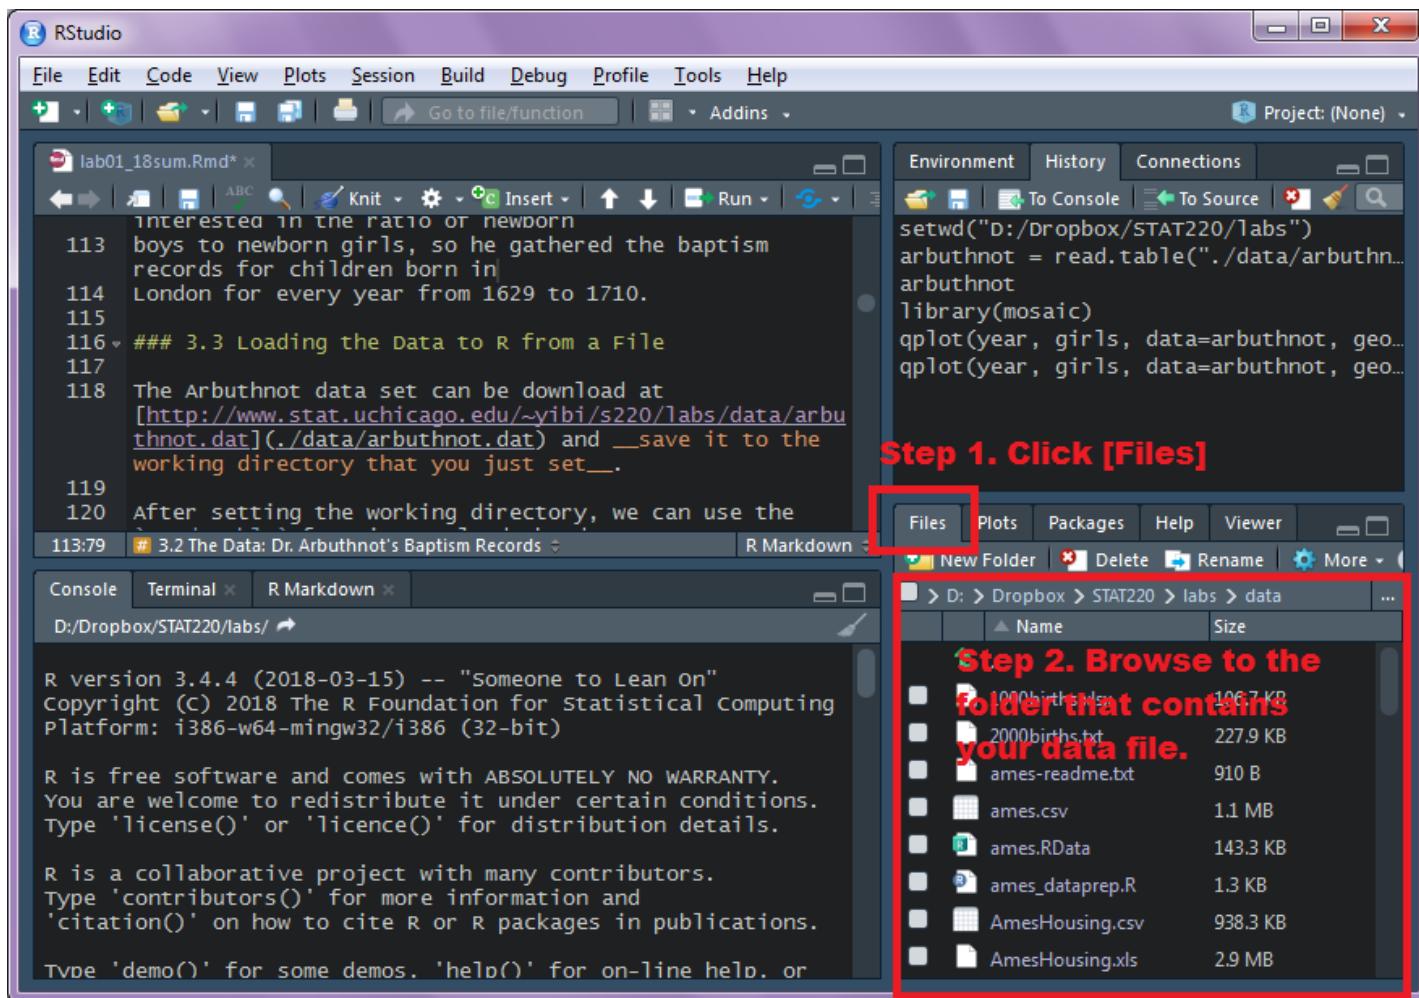 RStudio
File Edit Code View Plots Session Build Debug Profile Tools Help
Go to file/function Addins Project: (None)
lab01_18sum.Rmd*
ABC Knit Insert Run
interested in the ratio of newborn
113 boys to newborn girls, so he gathered the baptism
records for children born in
114 London for every year from 1629 to 1710.
115
116 ### 3.3 Loading the Data to R from a File
117
118 The Arbuthnot data set can be download at
[http://www.stat.uchicago.edu/~yibi/s220/labs/data/arbu
thnot.dat](./data/arbuthnot.dat) and __save it to the
working directory that you just set__.
119
120 After setting the working directory, we can use the
113:79 # 3.2 The Data: Dr. Arbuthnot's Baptism Records R Markdown
Console Terminal R Markdown
D:/Dropbox/STAT220/labs/
R version 3.4.4 (2018-03-15) -- "Someone to Lean On"
Copyright (C) 2018 The R Foundation for Statistical Computing
Platform: i386-w64-mingw32/i386 (32-bit)
R is free software and comes with ABSOLUTELY NO WARRANTY.
You are welcome to redistribute it under certain conditions.
Type 'license()' or 'licence()' for distribution details.
R is a collaborative project with many contributors.
Type 'contributors()' for more information and
'citation()' on how to cite R or R packages in publications.
Type 'demo()' for some demos, 'help()' for on-line help, or
Environment History Connections
To Console To Source
setwd("D:/Dropbox/STAT220/labs")
arbuthnot = read.table("./data/arbuthn...
arbuthnot
library(mosaic)
qplot(year, girls, data=arbuthnot, geo...
qplot(year, girls, data=arbuthnot, geo...
Step 1. Click [Files]
Files Plots Packages Help Viewer
New Folder Delete Rename More
D: > Dropbox > STAT220 > labs > data ...
Name Size
Step 2. Browse to the
folder that contains
your data file.
1000births.xlsx 106.7 KB
2000births.txt 227.9 KB
ames-readme.txt 910 B
ames.csv 1.1 MB
ames.RData 143.3 KB
ames_dataprep.R 1.3 KB
AmesHousing.csv 938.3 KB
AmesHousing.xls 2.9 MB